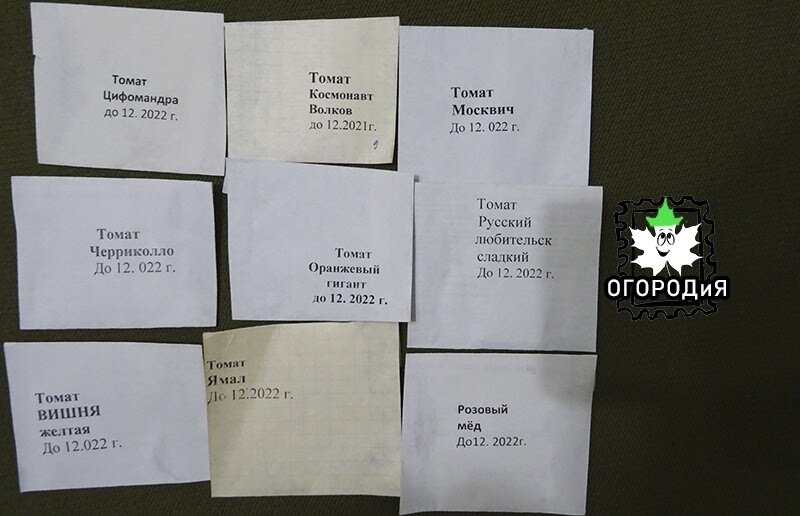 Томат
Цифомандра
до 12. 2022 г.
Томат
Космонавт
Волков
до 12.2021г.
Томат
Москвич
До 12. 022 г.
Томат
Черриколло
До 12. 022 г.
Томат
Оранжевый
гигант
до 12. 2022 г.
Томат
Русский
любительск
сладкий
До 12. 2022 г.
ОГОРОДиЯ
Томат
ВИШНЯ
желтая
До 12.022 г.
Томат
Ямал
До 12.2022 г.
Розовый
мёд
До12. 2022г.